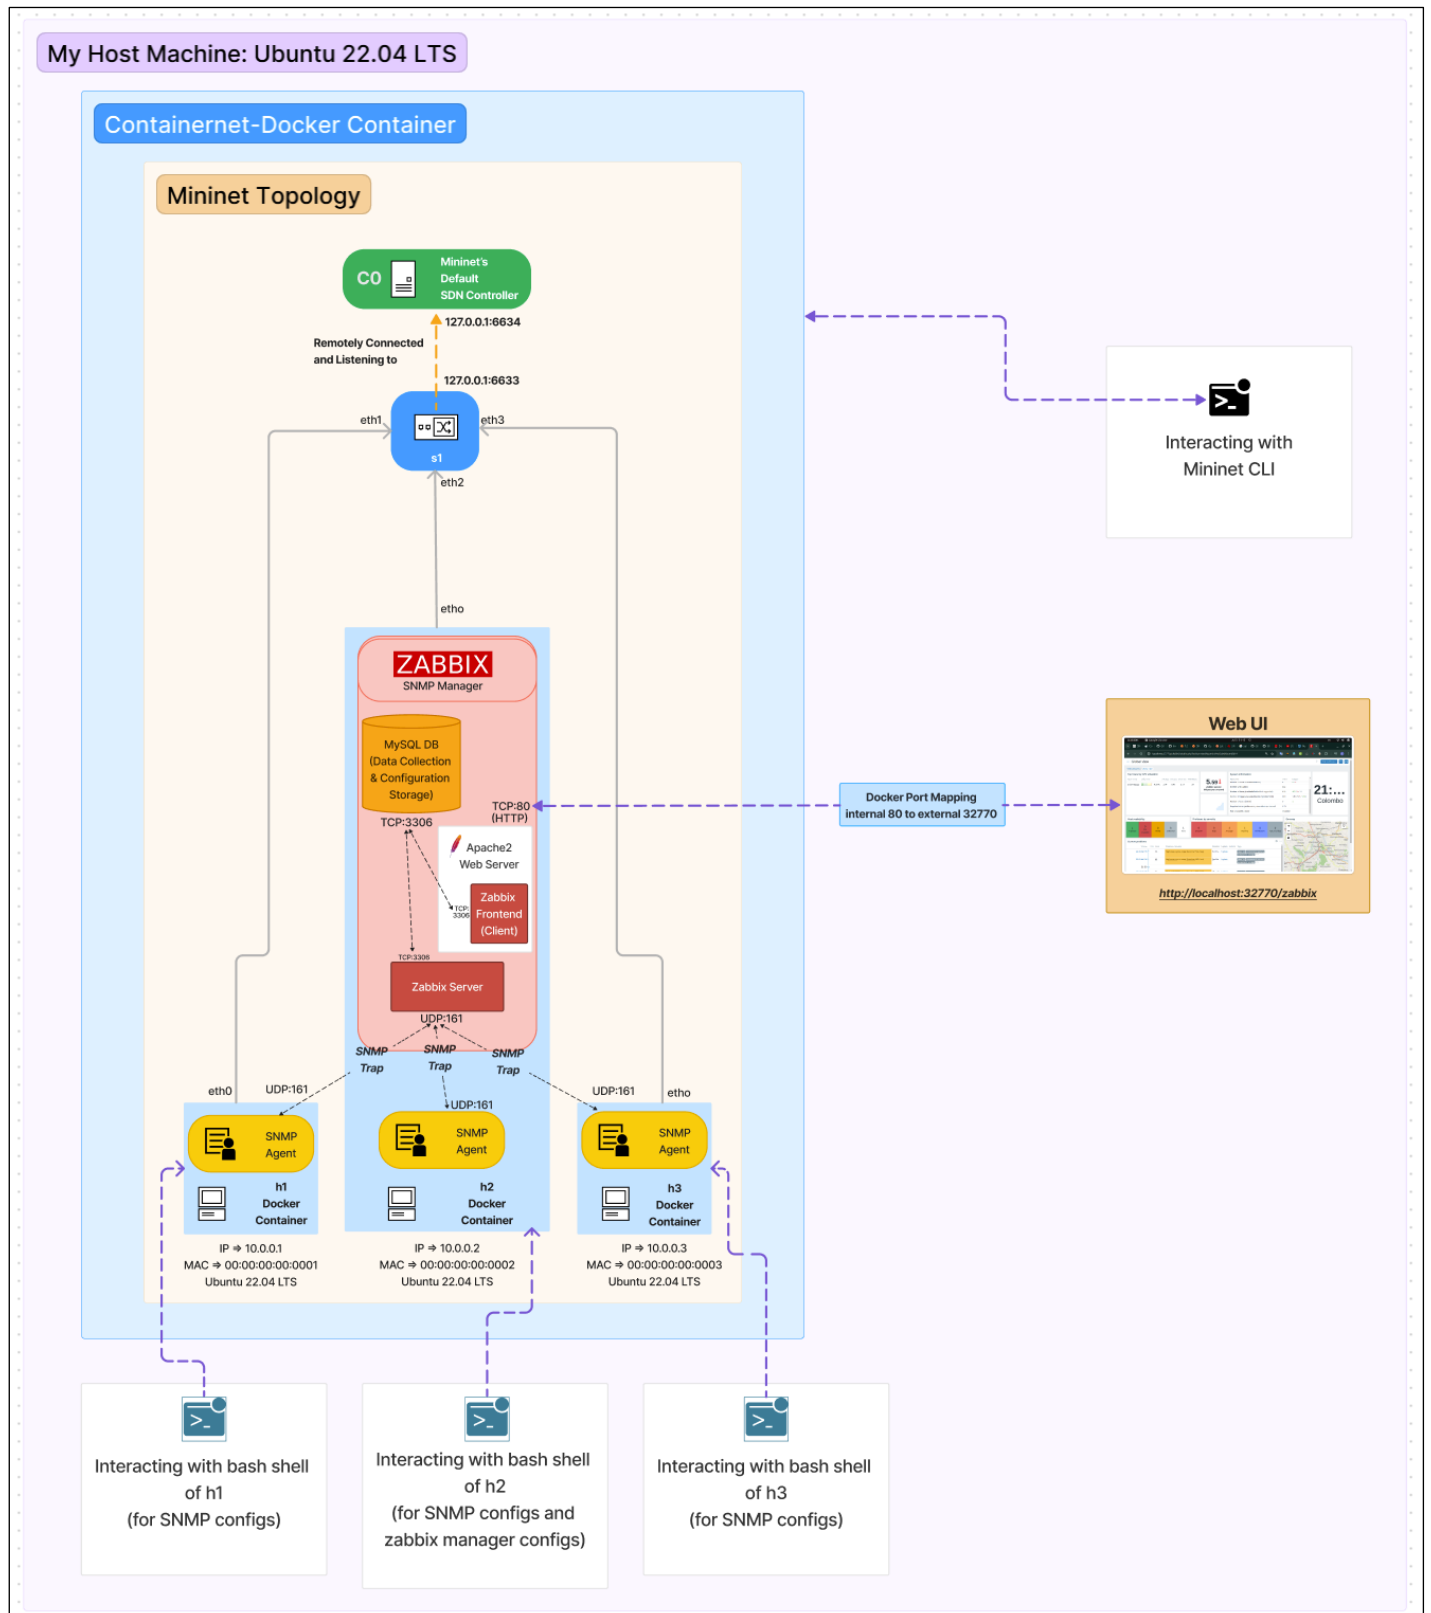 My Host Machine: Ubuntu 22.04 LTS
Containernet-Docker Container
Mininet Topology
C0
Mininet's
Default
SDN Controller
127.0.0.1:6634
Remotely Connected
and Listening to
127.0.0.1:6633
eth1
eth3
s1
eth2
Interacting with
Mininet CLI
etho
ZABBIX
SNMP Manager
MySQL DB
(Data Collection
& Configuration
Storage)
TCP:3306
TCP:80
(HTTP)
Docker Port Mapping
internal 80 to external 32770
Web UI
21:...
Colombo
http://localhost:32770/zabbix
Apache2
Web Server
Zabbix
Frontend
(Client)
TCP:
3306
TCP:3306
Zabbix Server
UDP:161
SNMP
Trap
SNMP
Trap
SNMP
Trap
eth0
UDP:161
UDP:161
UDP:161
etho
SNMP
Agent
SNMP
Agent
SNMP
Agent
h1
Docker
Container
h2
Docker
Container
h3
Docker
Container
IP => 10.0.0.1
MAC => 00:00:00:00:0001
Ubuntu 22.04 LTS
IP => 10.0.0.2
MAC => 00:00:00:00:0002
Ubuntu 22.04 LTS
IP => 10.0.0.3
MAC => 00:00:00:00:0003
Ubuntu 22.04 LTS
Interacting with bash shell
of h1
(for SNMP configs)
Interacting with bash shell
of h2
(for SNMP configs and
zabbix manager configs)
Interacting with bash shell
of h3
(for SNMP configs)